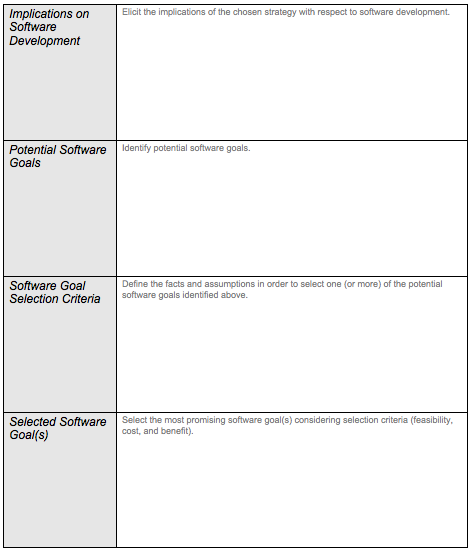 Implications on
Software
Development
Elicit the implications of the chosen strategy with respect to software development.
Potential Software
Goals
Identify potential software goals.
Software Goal
Selection Criteria
Define the facts and assumptions in order to select one (or more) of the potential
software goals identified above.
Selected Software
Goal(s)
Select the most promising software goal(s) considering selection criteria (feasibility,
cost, and benefit).